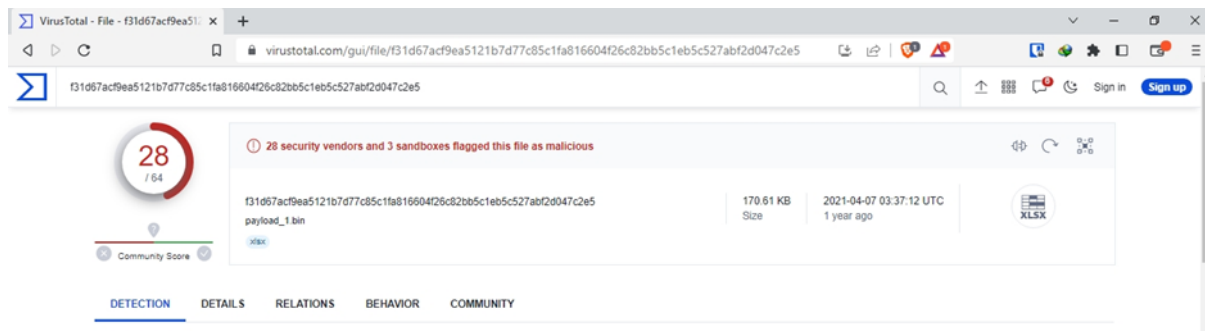 VirusTotal - File - f31d67acf9ea51
virustotal.com/gui/file/f31d67acf9ea5121b7d77c85c1fa816604f26c82bb5c1eb5c527abf2d047c2e5
f31d67acf9ea5121b7d77c85c1fa816604f26c82bb5c1eb5c527abf2d047c2e5
Sign in
Sign up
28
/ 64
28 security vendors and 3 sandboxes flagged this file as malicious
f31d67acf9ea5121b7d77c85c1fa816604f26c82bb5c1eb5c527abf2d047c2e5
170.61 KB
2021-04-07 03:37:12 UTC
payload_1.bin
Size
1 year ago
XLSX
xlsx
Community Score
DETECTION
DETAILS
RELATIONS
BEHAVIOR
COMMUNITY